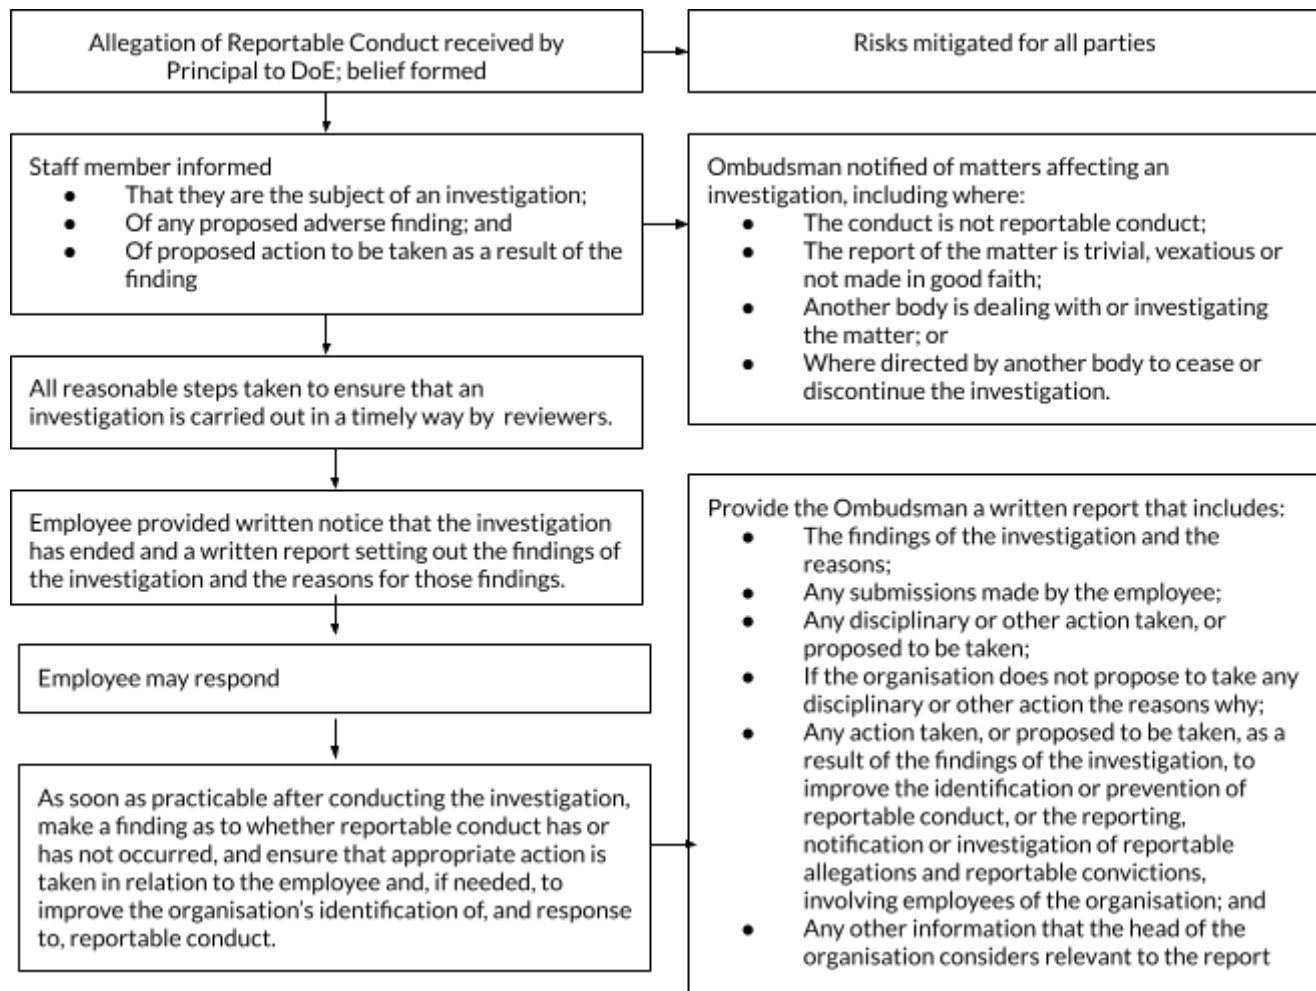 Allegation of Reportable Conduct received by
Principal to DoE; belief formed
Risks mitigated for all parties
Staff member informed
● That they are the subject of an investigation;
● Of any proposed adverse finding; and
● Of proposed action to be taken as a result of the
finding
Ombudsman notified of matters affecting an
investigation, including where:
● The conduct is not reportable conduct;
● The report of the matter is trivial, vexatious or
not made in good faith;
● Another body is dealing with or investigating
the matter; or
● Where directed by another body to cease or
discontinue the investigation.
All reasonable steps taken to ensure that an
investigation is carried out in a timely way by reviewers.
Employee provided written notice that the investigation
has ended and a written report setting out the findings of
the investigation and the reasons for those findings.
Employee may respond
As soon as practicable after conducting the investigation,
make a finding as to whether reportable conduct has or
has not occurred, and ensure that appropriate action is
taken in relation to the employee and, if needed, to
improve the organisation's identification of, and response
to, reportable conduct.
Provide the Ombudsman a written report that includes:
● The findings of the investigation and the
reasons;
● Any submissions made by the employee;
● Any disciplinary or other action taken, or
proposed to be taken;
● If the organisation does not propose to take any
disciplinary or other action the reasons why;
● Any action taken, or proposed to be taken, as a
result of the findings of the investigation, to
improve the identification or prevention of
reportable conduct, or the reporting,
notification or investigation of reportable
allegations and reportable convictions,
involving employees of the organisation; and
● Any other information that the head of the
organisation considers relevant to the report